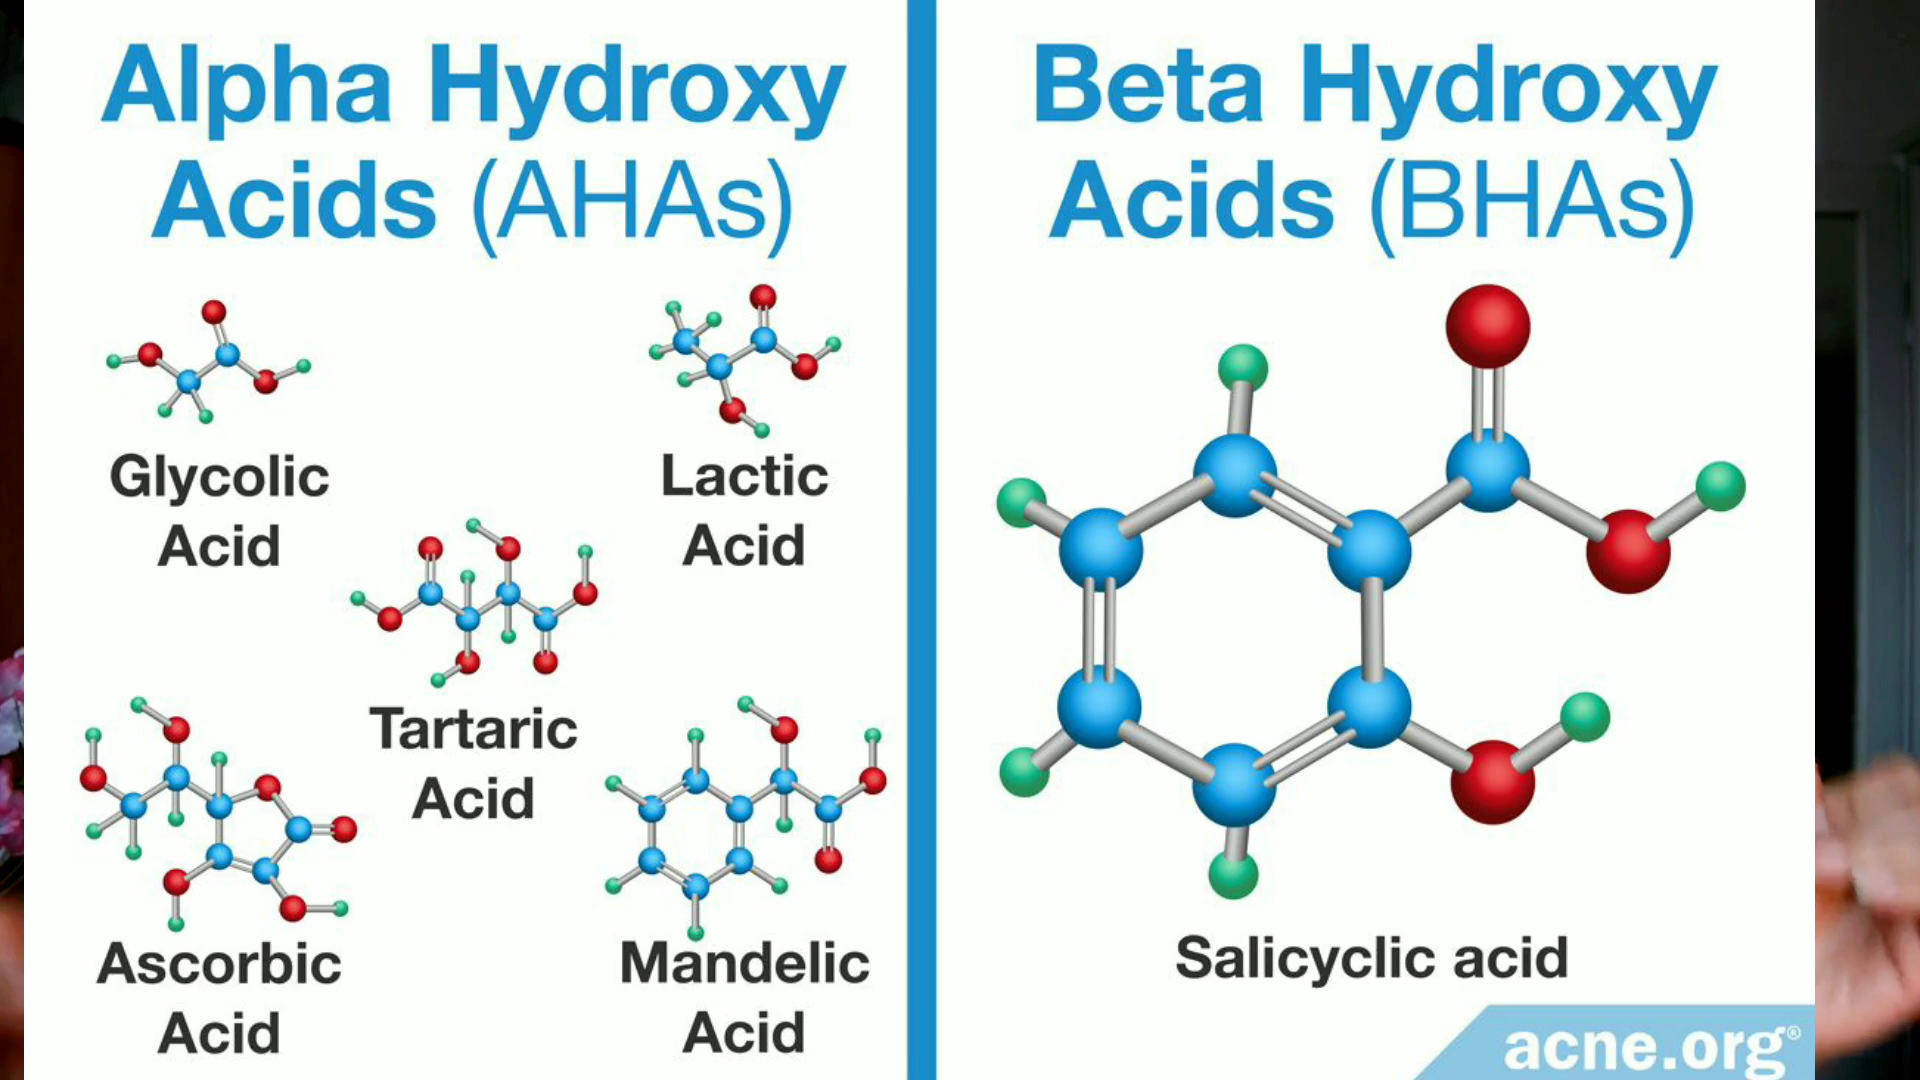 Alpha Hydroxy
Acids (AHAs)
Glycolic
Acid
Lactic
Acid
Tartaric
Acid
Ascorbic
Acid
Mandelic
Acid
Beta Hydroxy
Acids (BHAs)
Salicyclic acid
acne.org®